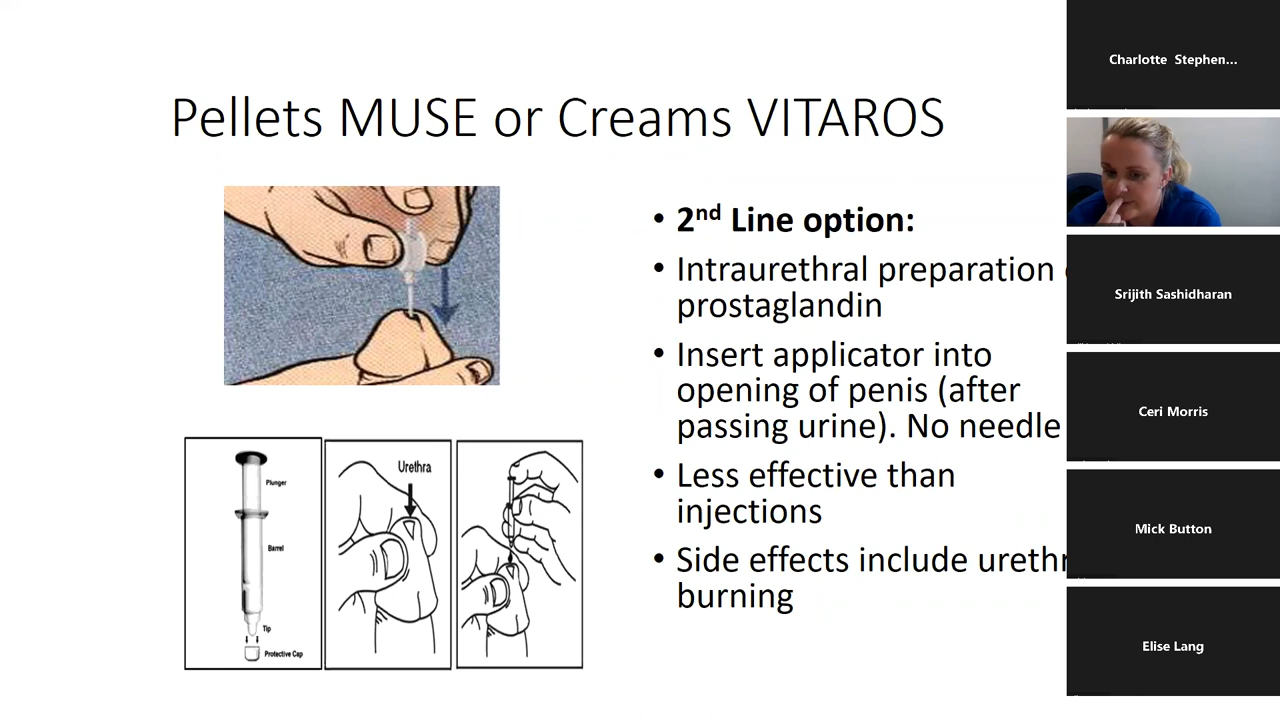 Pellets MUSE or Creams VITAROS
• 2nd Line option:
• Intraurethral preparation
prostaglandin
• Insert applicator into
opening of penis (after
passing urine). No needle
• Less effective than
injections
• Side effects include urethr
burning
Plunger
Barrel
Tip
Protective Cap
Urethra
Charlotte Stephen...
Srijith Sashidharan
Ceri Morris
Mick Button
Elise Lang